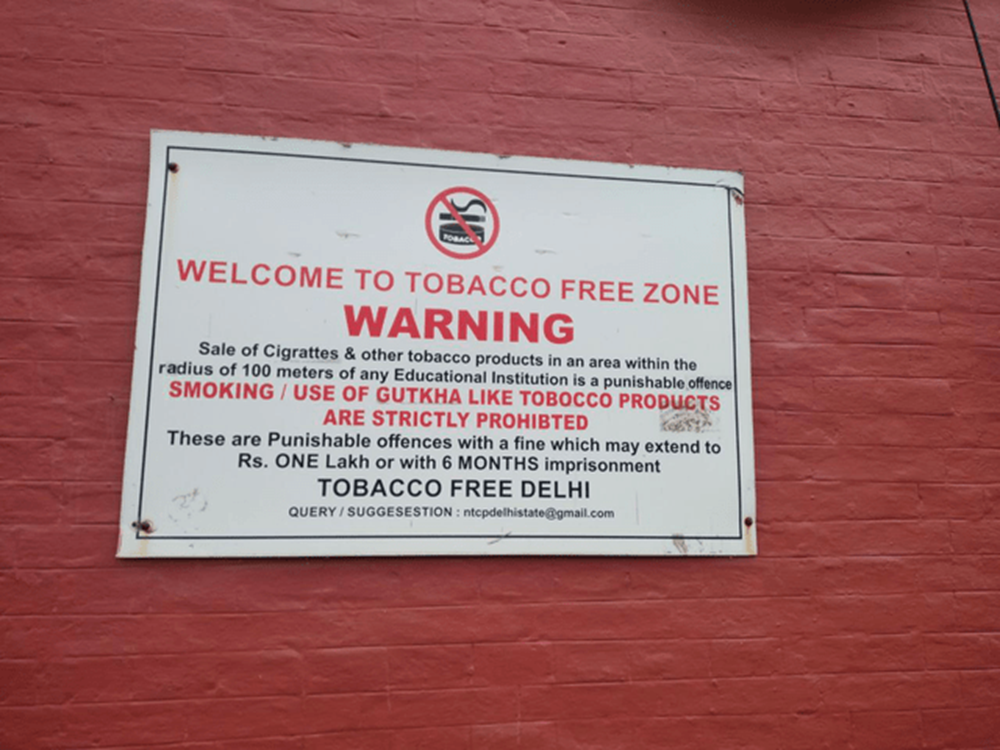 TOBACCO
WELCOME TO TOBACCO FREE ZONE
WARNING
Sale of Cigrattes & other tobacco products in an area within the
radius of 100 meters of any Educational Institution is a punishable offence
SMOKING / USE OF GUTKHA LIKE TOBOCCO PRODUCTS
ARE STRICTLY PROHIBTED
These are Punishable offences with a fine which may extend to
Rs. ONE Lakh or with 6 MONTHS imprisonment
TOBACCO FREE DELHI
QUERY / SUGGESESTION : ntcpdelhistate@gmail.com